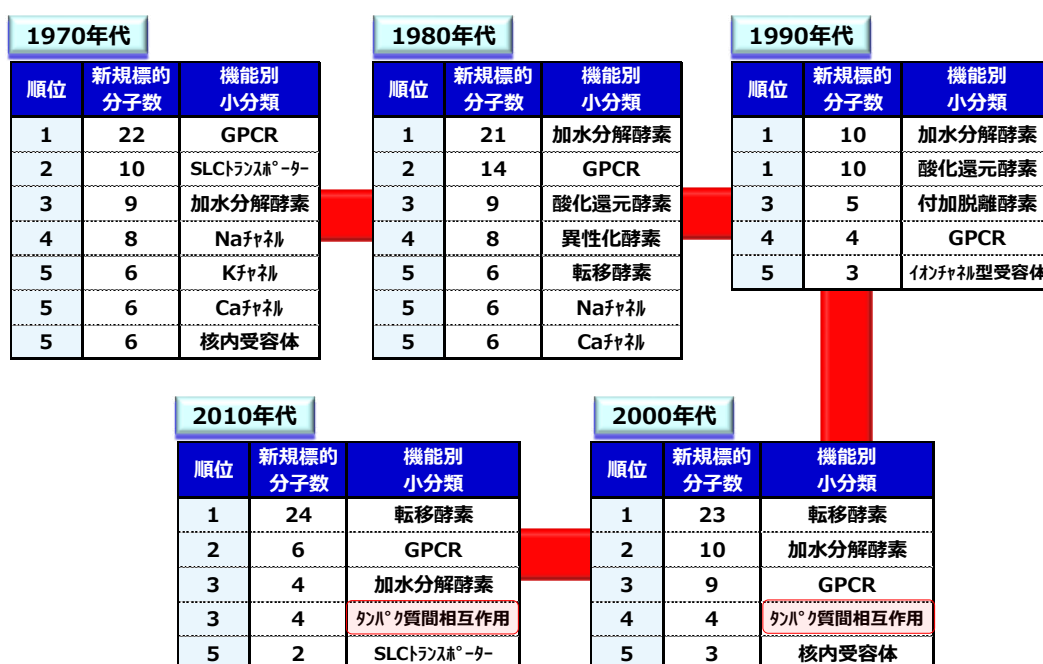 1970年代
順位 新規標的分子数 機能別小分類
1 22 GPCR
2 10 SLCﾄﾗﾝｽﾎﾟｰﾀｰ
3 9 加水分解酵素
4 8 Naﾁｬﾈﾙ
5 6 Kﾁｬﾈﾙ
5 6 Caﾁｬﾈﾙ
5 6 核内受容体
1980年代
順位 新規標的分子数 機能別小分類
1 21 加水分解酵素
2 14 GPCR
3 9 酸化還元酵素
4 8 異性化酵素
5 6 転移酵素
5 6 Naﾁｬﾈﾙ
5 6 Caﾁｬﾈﾙ
1990年代
順位 新規標的分子数 機能別小分類
1 10 加水分解酵素
1 10 酸化還元酵素
3 5 付加脱離酵素
4 4 GPCR
5 3 ｲｵﾝﾁｬﾈﾙ型受容体
2010年代
順位 新規標的分子数 機能別小分類
1 24 転移酵素
2 6 GPCR
3 4 加水分解酵素
3 4 ﾀﾝﾊﾟｸ質間相互作用
5 2 SLCﾄﾗﾝｽﾎﾟｰﾀｰ
2000年代
順位 新規標的分子数 機能別小分類
1 23 転移酵素
2 10 加水分解酵素
3 9 GPCR
4 4 ﾀﾝﾊﾟｸ質間相互作用
5 3 核内受容体